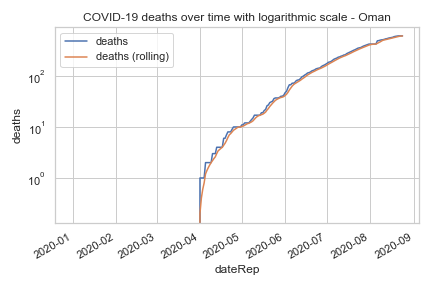 COVID-19 deaths over time with logarithmic scale - Oman
deaths
deaths (rolling)
10²
10¹
10⁰
deaths
2020-01
2020-02
2020-03
2020-04
2020-05
2020-06
2020-07
2020-08
2020-09
dateRep